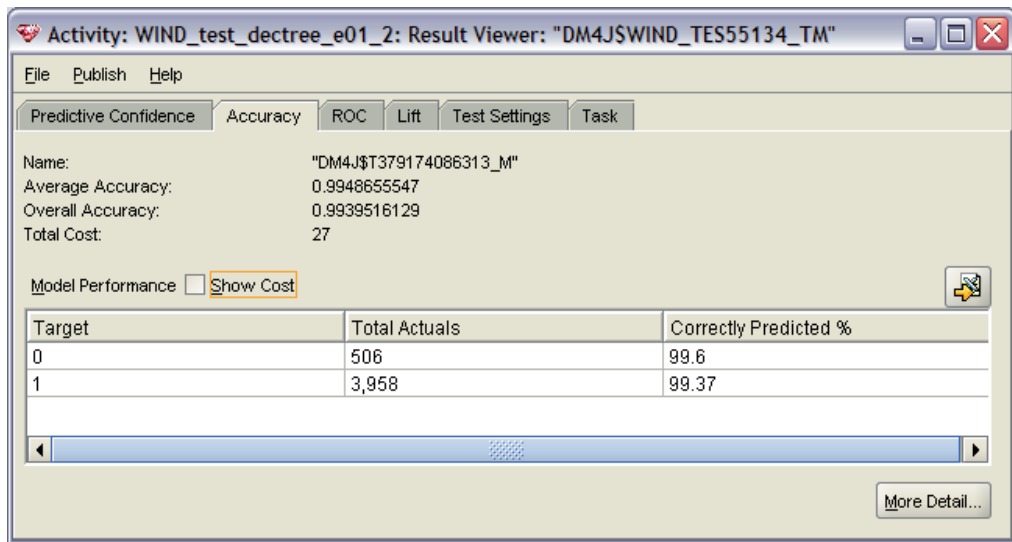 Activity: WIND_test_dectree_e01_2: Result Viewer: "DM4J$WIND_TES55134_TM"
File Publish Help
Predictive Confidence Accuracy ROC Lift Test Settings Task
Name: "DM4J$T379174086313_M"
Average Accuracy: 0.9948655547
Overall Accuracy: 0.9939516129
Total Cost: 27
Model Performance Show Cost
Target Total Actuals Correctly Predicted %
0 506 99.6
1 3,958 99.37
More Detail...